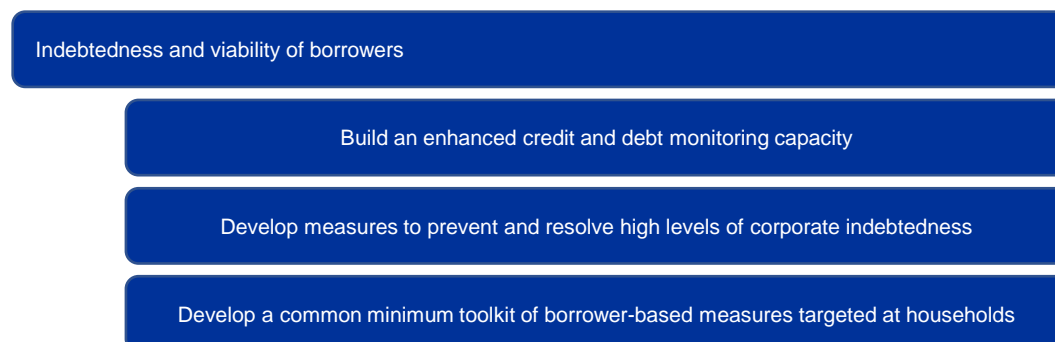 Indebtedness and viability of borrowers
Build an enhanced credit and debt monitoring capacity
Develop measures to prevent and resolve high levels of corporate indebtedness
Develop a common minimum toolkit of borrower-based measures targeted at households